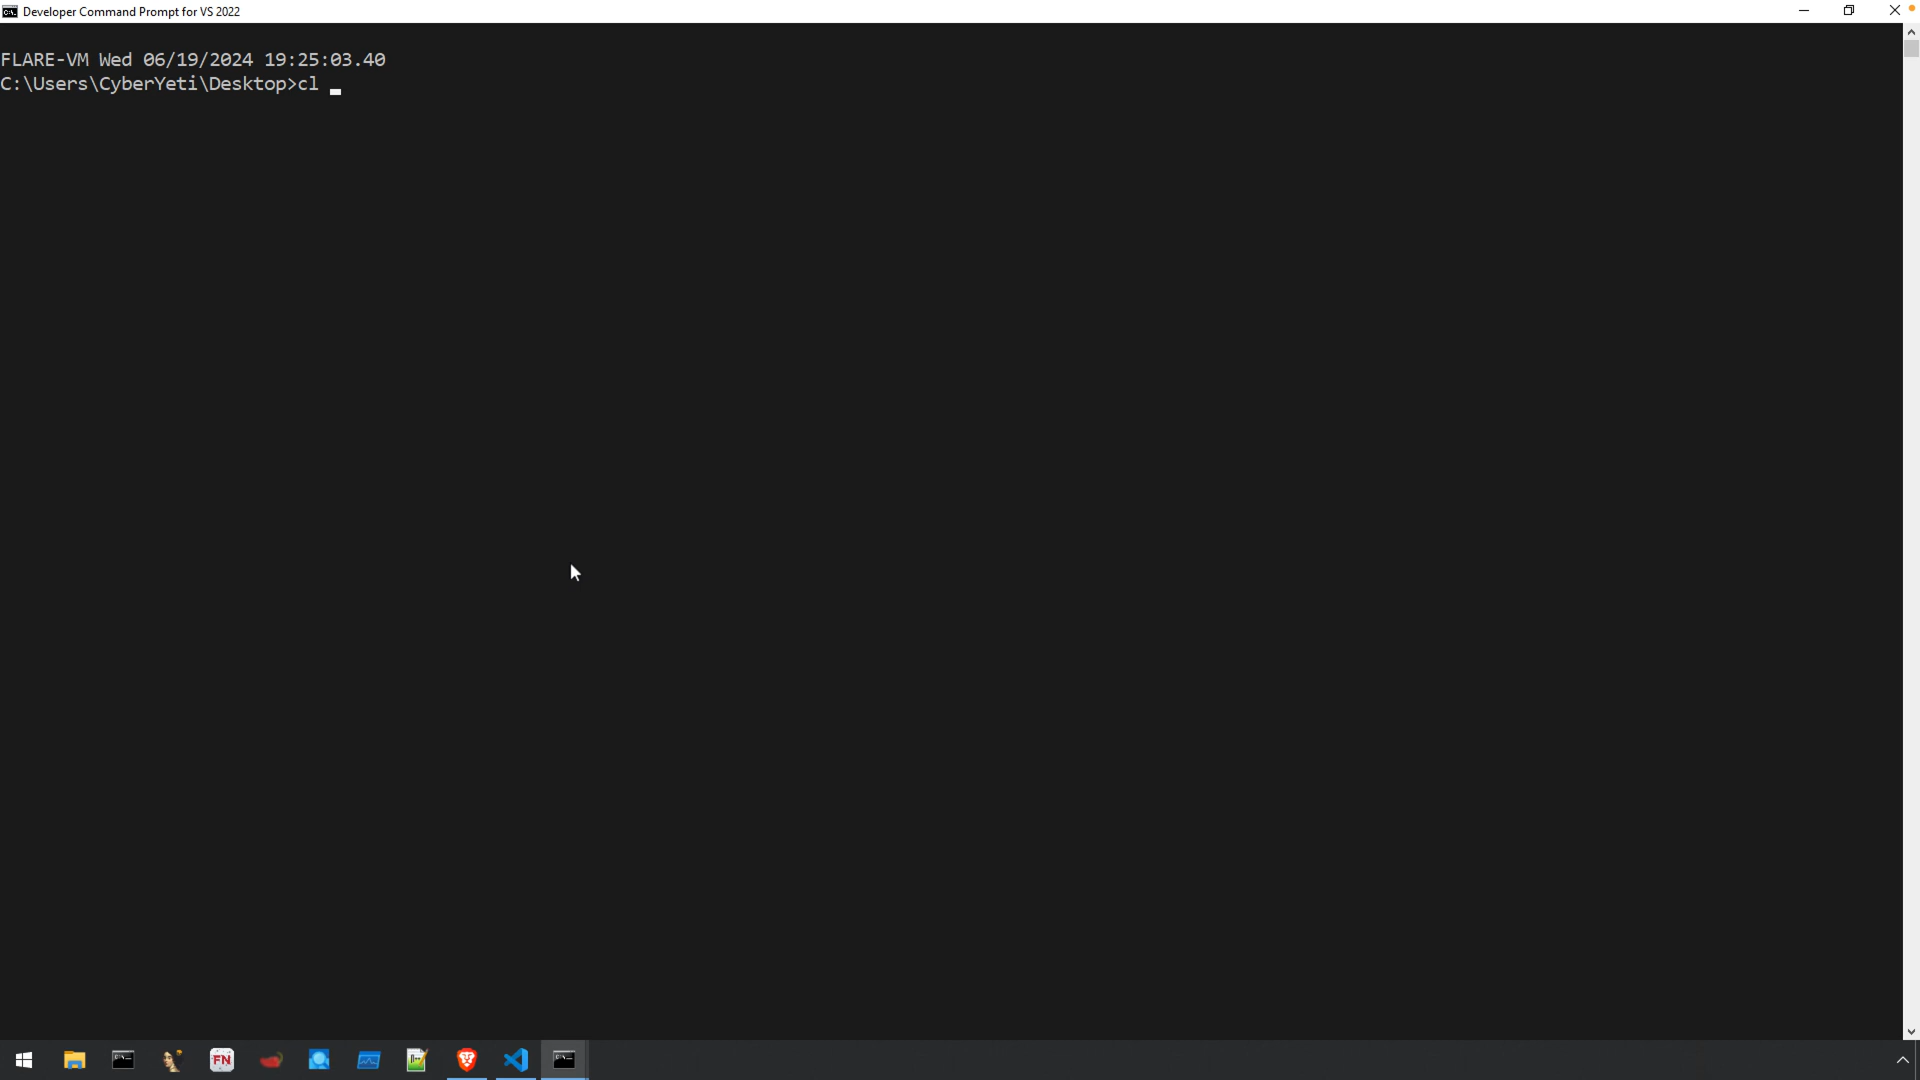 Developer Command Prompt for VS 2022
FLARE-VM Wed 06/19/2024 19:25:03.40
C:\Users\CyberYeti\Desktop>cl
FN